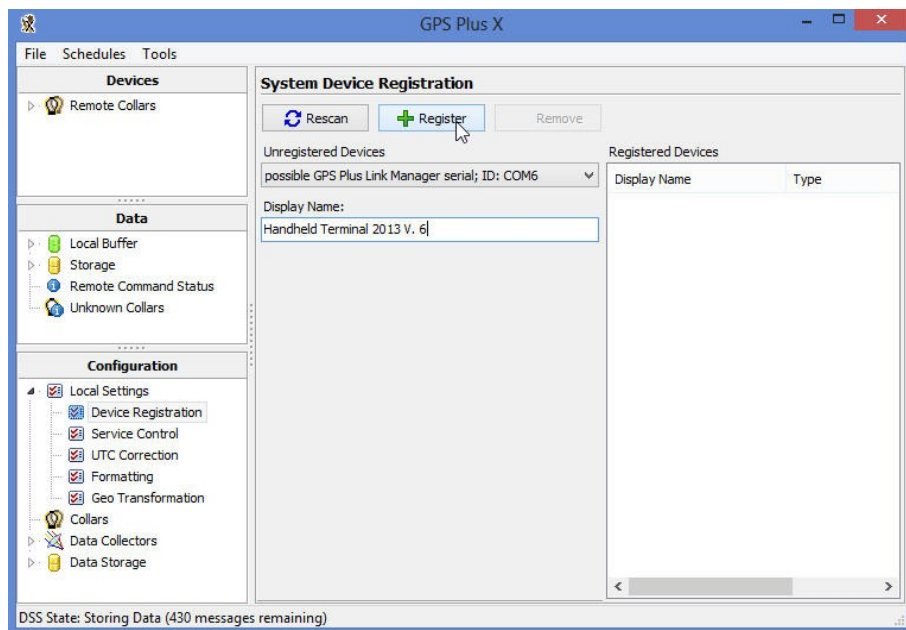 GPS Plus X
File Schedules Tools
Devices
Remote Collars
Data
Local Buffer
Storage
Remote Command Status
Unknown Collars
Configuration
Local Settings
Device Registration
Service Control
UTC Correction
Formatting
Geo Transformation
Collars
Data Collectors
Data Storage
System Device Registration
Rescan Register Remove
Unregistered Devices
possible GPS Plus Link Manager serial; ID: COM6
Display Name:
Handheld Terminal 2013 V. 6
Registered Devices
Display Name Type
DSS State: Storing Data (430 messages remaining)